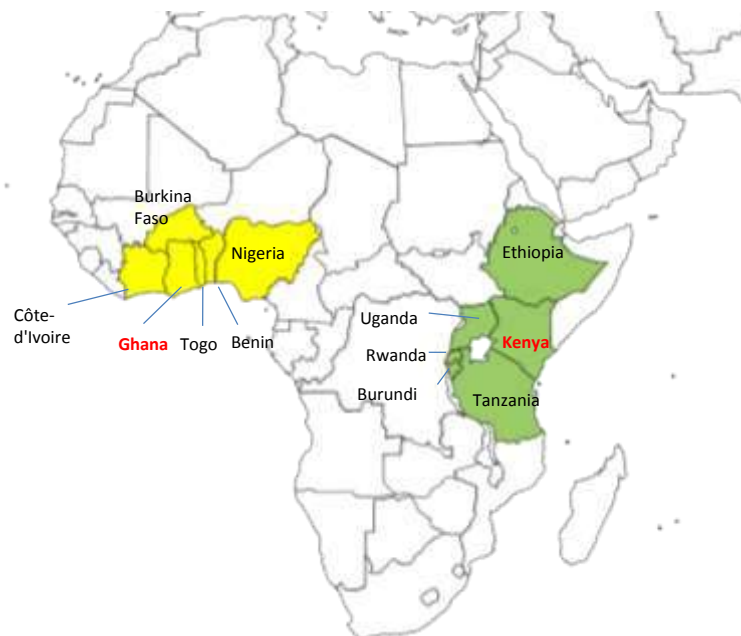 Burkina
Faso
Nigeria
Ethiopia
Côte-
d'Ivoire
Ghana
Togo
Benin
Uganda
Kenya
Rwanda
Burundi
Tanzania